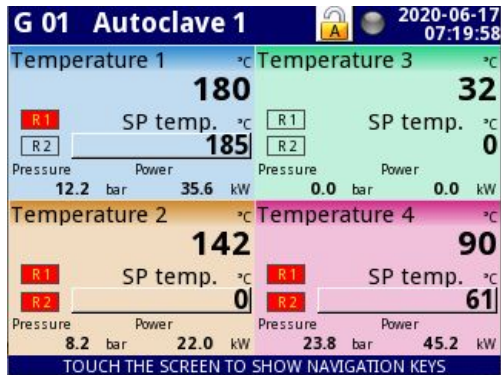 G 01 Autoclave 1 A 2020-06-17
07:19:58
Temperature 1 °C
180
R1 SP temp. °C
R2 185
Pressure Power
12.2 bar 35.6 kW
Temperature 3 °C
32
R1 SP temp. °C
R2 0
Pressure Power
0.0 bar 0.0 kW
Temperature 2 °C
142
R1 SP temp. °C
R2 0
Pressure Power
8.2 bar 22.0 kW
Temperature 4 °C
90
R1 SP temp. °C
R2 61
Pressure Power
23.8 bar 45.2 kW
TOUCH THE SCREEN TO SHOW NAVIGATION KEYS